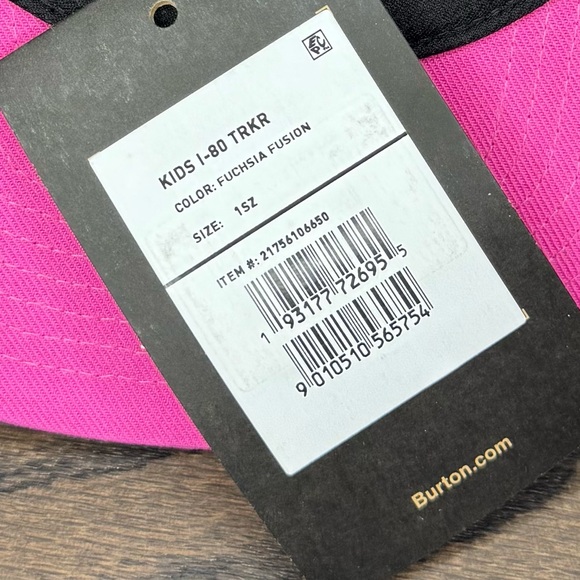 KIDS I-80 TRKR
COLOR: FUCHSIA FUSION
SIZE: 1SZ
ITEM #: 21756106650
1 93177 72695 5
9 010510 565754
Burton.com